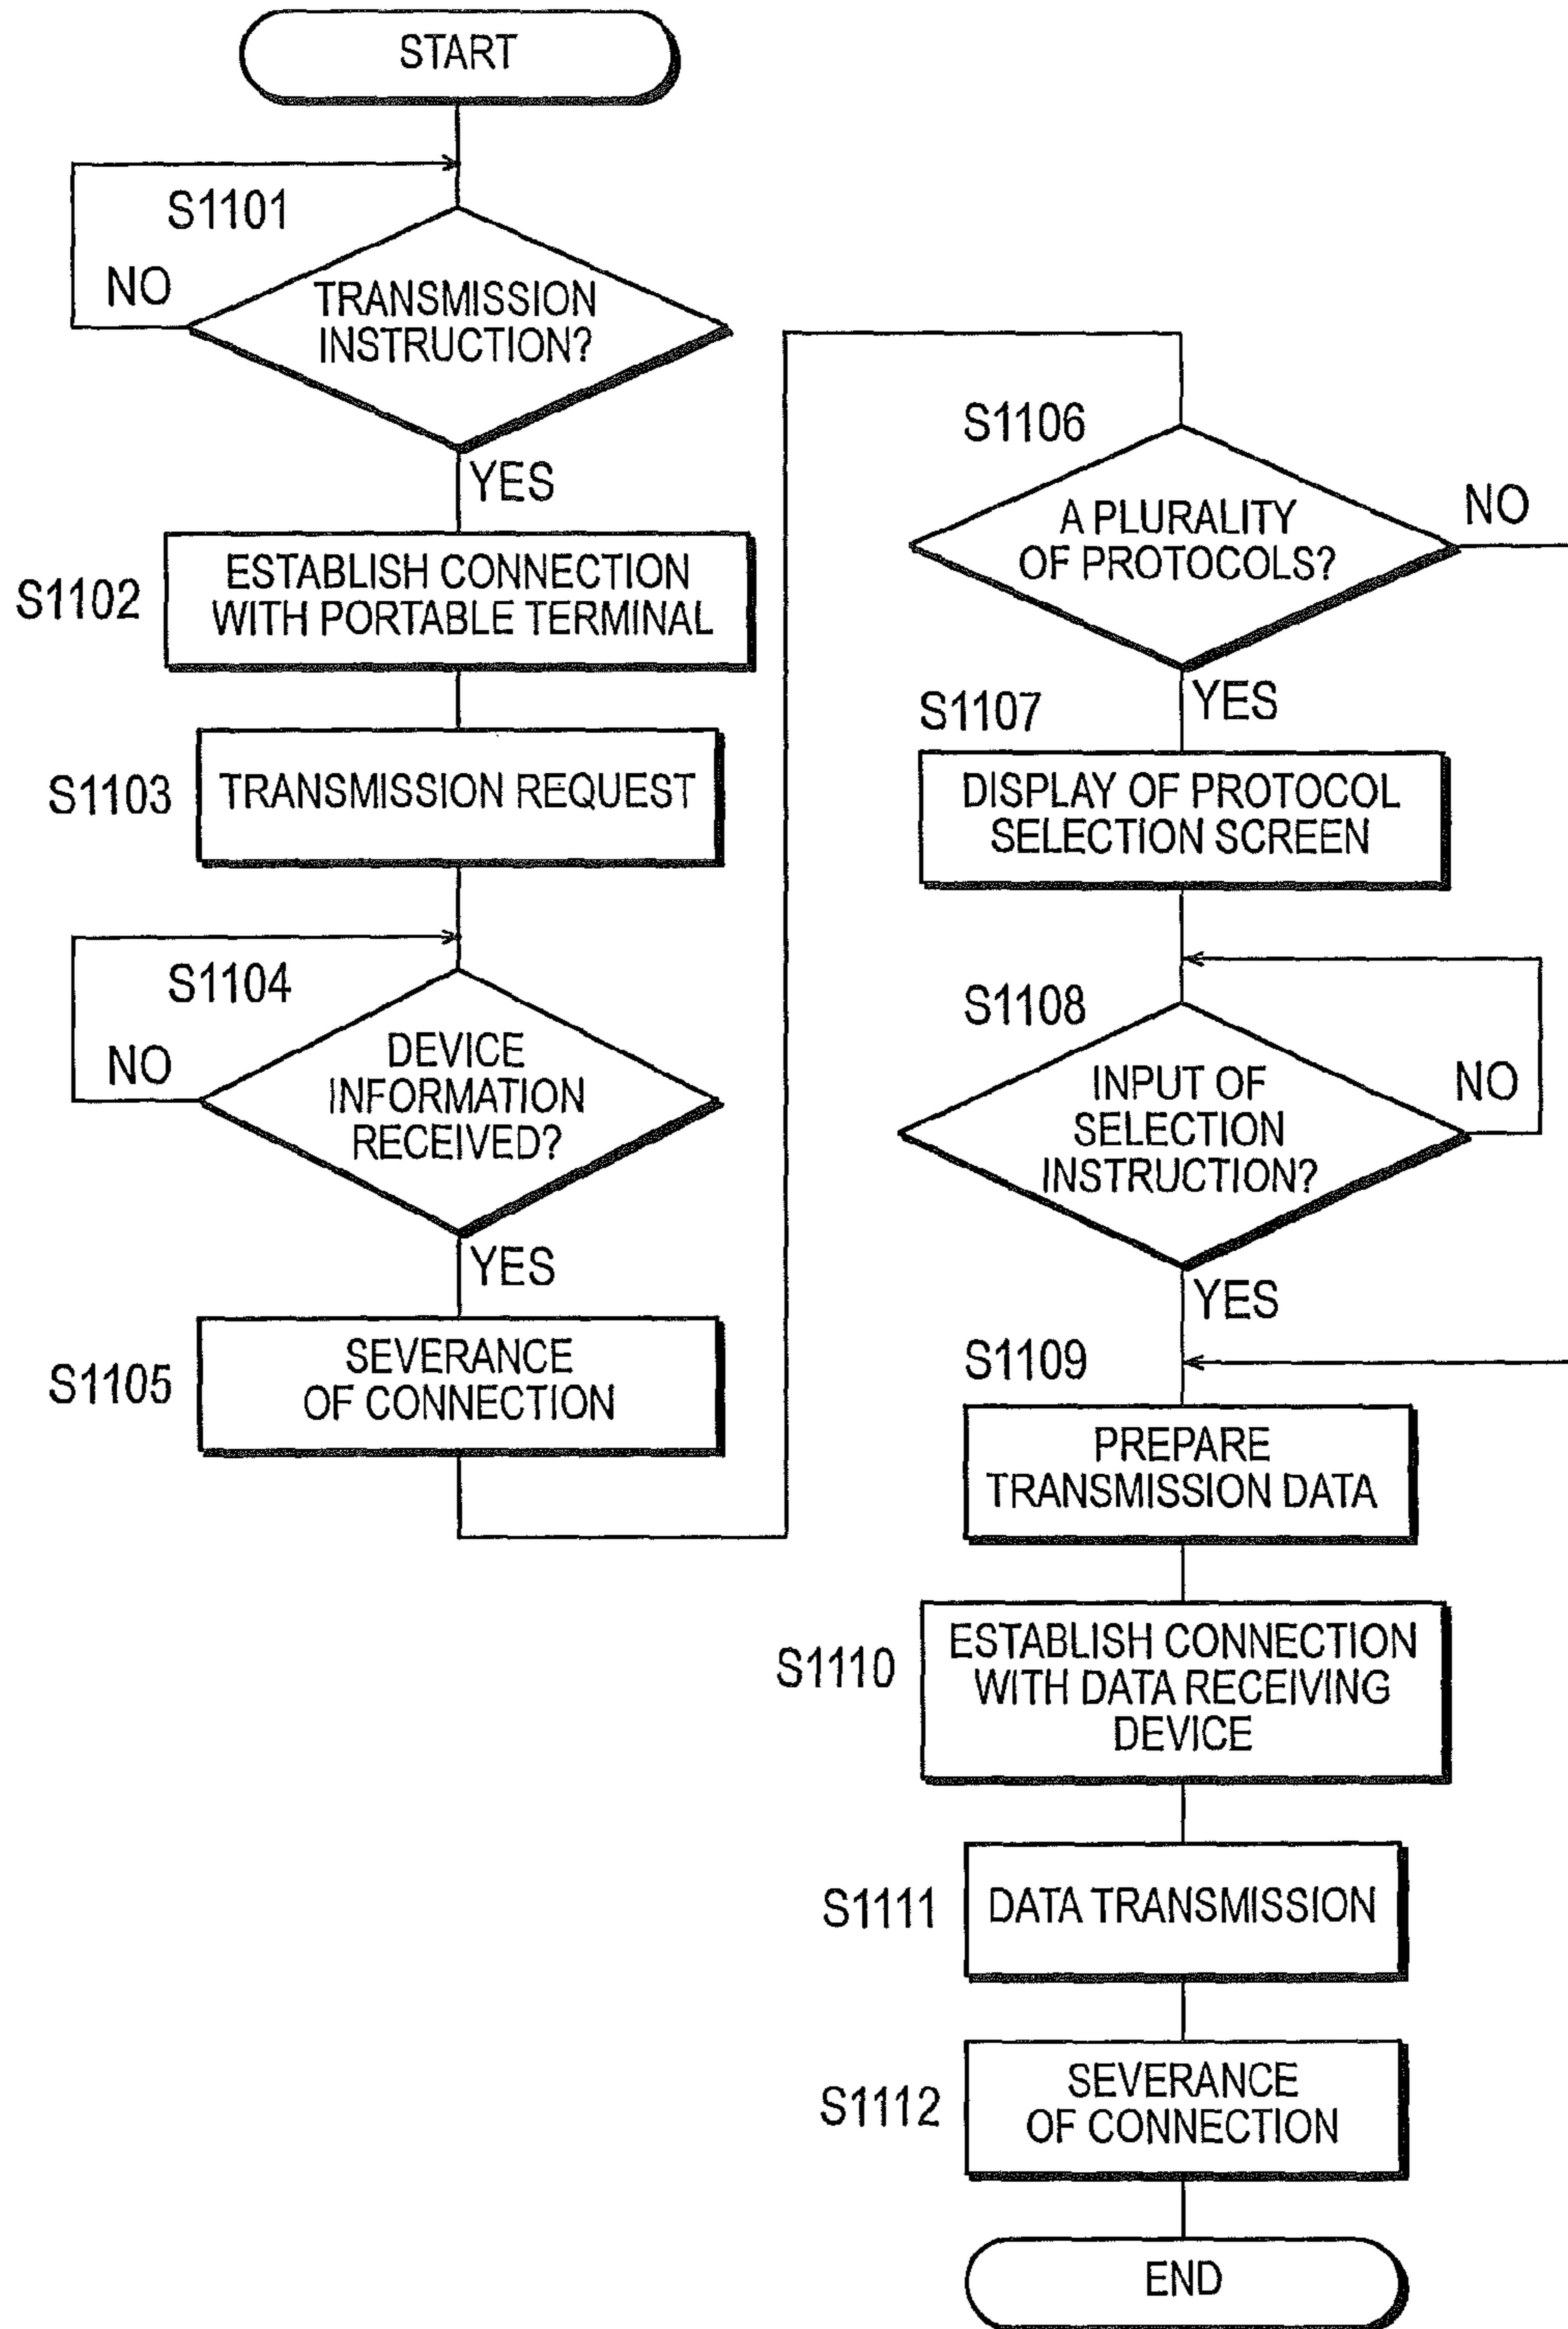 START
S1101
NO
TRANSMISSION
INSTRUCTION?
YES
S1102
ESTABLISH CONNECTION
WITH PORTABLE TERMINAL
S1103
TRANSMISSION REQUEST
S1104
NO
DEVICE
INFORMATION
RECEIVED?
YES
S1105
SEVERANCE
OF CONNECTION
S1106
A PLURALITY
OF PROTOCOLS?
NO
YES
S1107
DISPLAY OF PROTOCOL
SELECTION SCREEN
S1108
INPUT OF
SELECTION
INSTRUCTION?
NO
YES
S1109
PREPARE
TRANSMISSION DATA
S1110
ESTABLISH CONNECTION
WITH DATA RECEIVING
DEVICE
S1111
DATA TRANSMISSION
S1112
SEVERANCE
OF CONNECTION
END